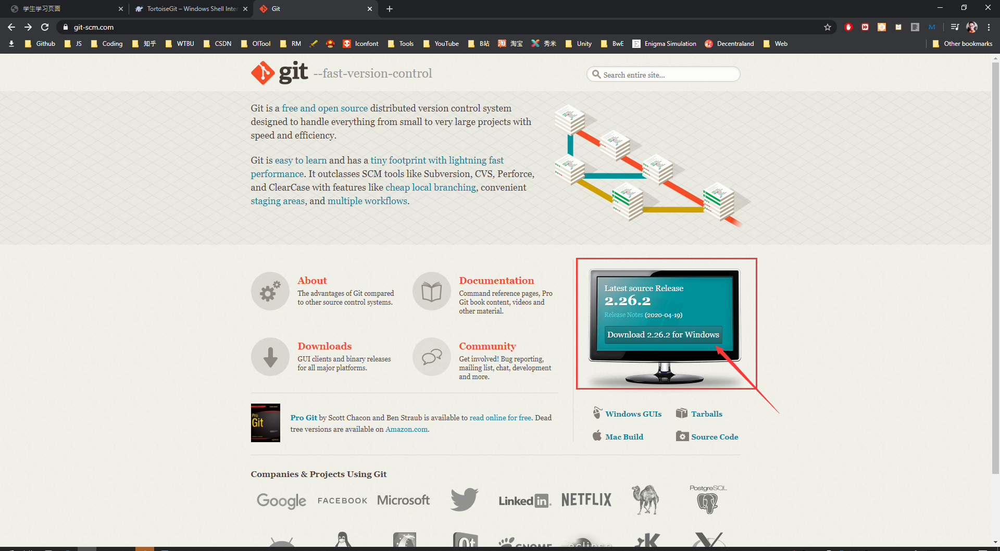 学生学习页面
TortoiseGit – Windows Shell Inter
Git
git-scm.com
Github
JS
Coding
知乎
WTBU
CSDN
OITool
RM
Iconfont
Tools
YouTube
B站
淘 淘宝
秀米
Unity
BwE
E Enigma Simulation
Decentraland
Web
Other bookmarks
git --fast-version-control
Search entire site...
Git is a free and open source distributed version control system
designed to handle everything from small to very large projects with
speed and efficiency.
Git is easy to learn and has a tiny footprint with lightning fast
performance. It outclasses SCM tools like Subversion, CVS, Perforce,
and ClearCase with features like cheap local branching, convenient
staging areas, and multiple workflows.
About
The advantages of Git compared
to other source control systems.
Documentation
Command reference pages, Pro
Git book content, videos and
other material.
Downloads
GUI clients and binary releases
for all major platforms.
Community
Get involved! Bug reporting,
mailing list, chat, development
and more.
Latest source Release
2.26.2
Release Notes (2020-04-19)
Download 2.26.2 for Windows
Windows GUIs
Tarballs
Mac Build
Source Code
Pro
Git
Pro Git by Scott Chacon and Ben Straub is available to read online for free. Dead
tree versions are available on Amazon.com.
Companies & Projects Using Git
Google
FACEBOOK
Microsoft
Linked in
NETFLIX
PostgreSQL
Qt
GNOME
eclipse